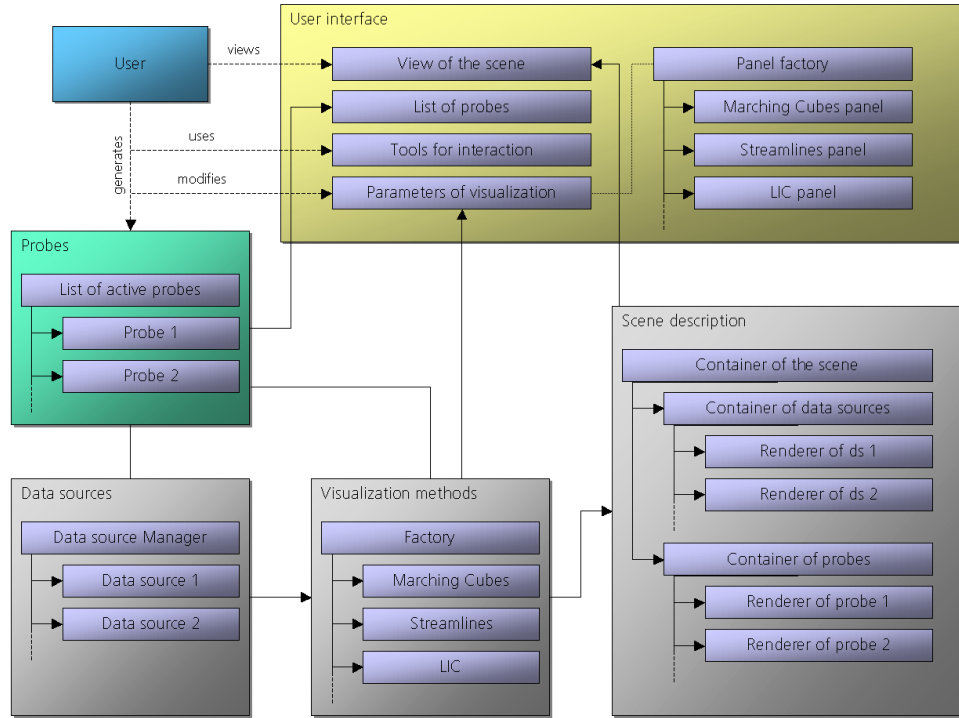 User interface
User
views
View of the scene
Panel factory
List of probes
Marching Cubes panel
uses
Tools for interaction
Streamlines panel
generates
modifies
Parameters of visualization
LIC panel
Probes
List of active probes
Probe 1
Probe 2
Scene description
Container of the scene
Container of data sources
Renderer of ds 1
Renderer of ds 2
Container of probes
Renderer of probe 1
Renderer of probe 2
Data sources
Data source Manager
Data source 1
Data source 2
Visualization methods
Factory
Marching Cubes
Streamlines
LIC